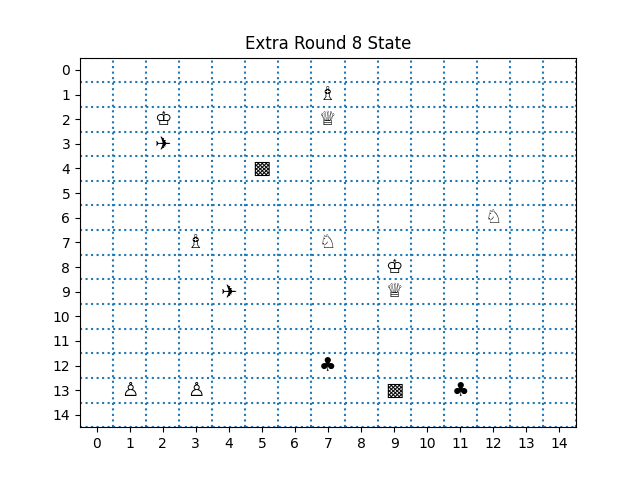 Extra Round 8 State
0
1 ♗
2 ♔ ♕
3 ✈
4 ▩
5
6 ♘
7 ♗ ♘
8 ♔
9 ✈ ♕
10
11
12 ♣
13 ♙ ♙ ▩ ♣
14
0 1 2 3 4 5 6 7 8 9 10 11 12 13 14